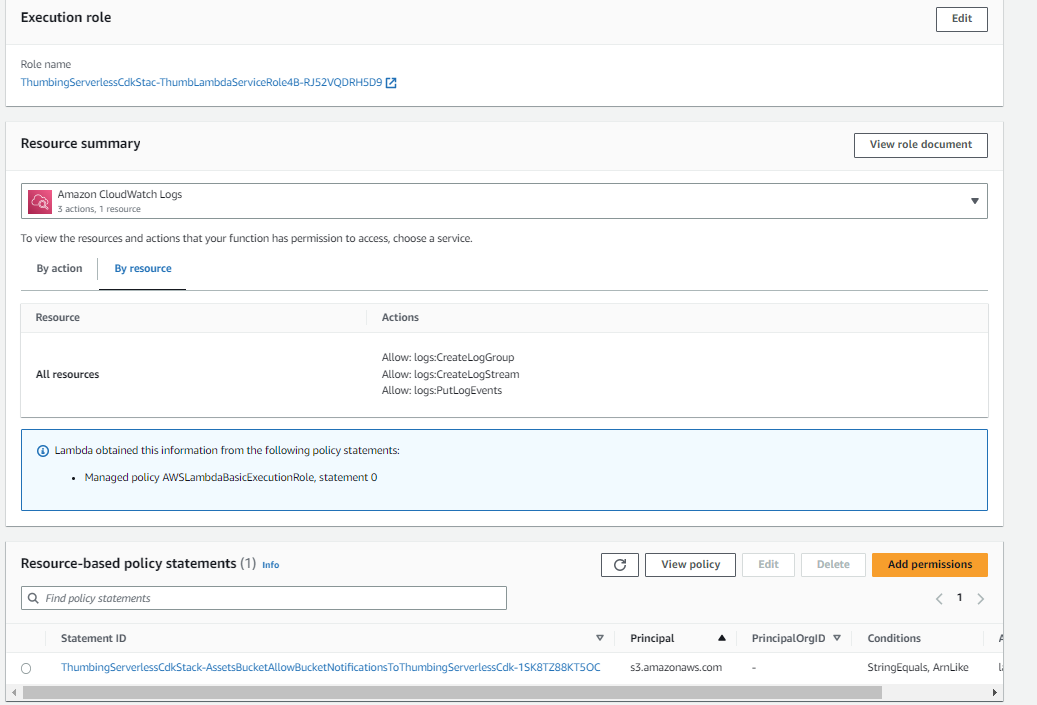 Execution role
Edit
Role name
ThumbingServerlessCdkStac-ThumbLambdaServiceRole4B-RJ52VQDRH5D9
Resource summary
View role document
Amazon CloudWatch Logs
3 actions, 1 resource
To view the resources and actions that your function has permission to access, choose a service.
By action
By resource
Resource
Actions
All resources
Allow: logs:CreateLogGroup
Allow: logs:CreateLogStream
Allow: logs:PutLogEvents
Lambda obtained this information from the following policy statements:
• Managed policy AWSLambdaBasicExecutionRole, statement 0
Resource-based policy statements (1) Info
View policy
Edit
Delete
Add permissions
Find policy statements
1
Statement ID
Principal
PrincipalOrgID
Conditions
ThumbingServerlessCdkStack-AssetsBucketAllowBucketNotificationsToThumbingServerlessCdk-1SK8TZ88KT5OC
s3.amazonaws.com
-
StringEquals, ArnLike